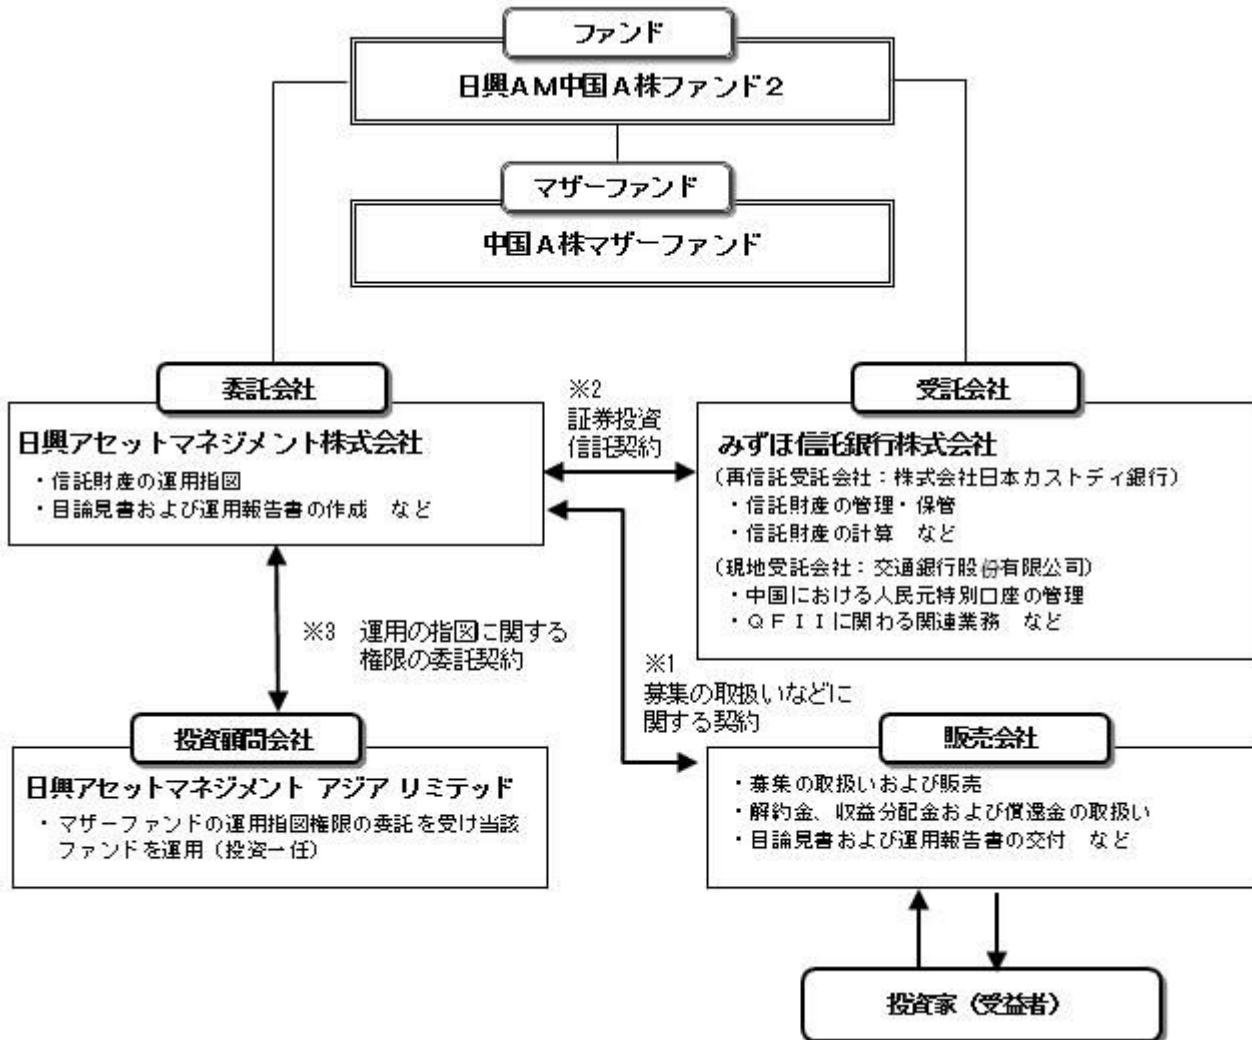 ファンド
日興AM中国A株ファンド2
マザーファンド
中国A株マザーファンド
委託会社
日興アセットマネジメント株式会社
・信託財産の運用指図
・目論見書および運用報告書の作成 など
※2
証券投資
信託契約
受託会社
みずほ信託銀行株式会社
(再信託受託会社:株式会社日本カストディ銀行)
・信託財産の管理・保管
・信託財産の計算 など
(現地受託会社:交通銀行股份有限公司)
・中国における人民元特別口座の管理
・QFIIに関わる関連業務 など
※3 運用の指図に関する
権限の委託契約
※1
募集の取扱いなどに
関する契約
投資顧問会社
日興アセットマネジメント アジア リミテッド
・マザーファンドの運用指図権限の委託を受け当該
ファンドを運用(投資一任)
販売会社
・募集の取扱いおよび販売
・解約金、収益分配金および償還金の取扱い
・目論見書および運用報告書の交付 など
投資家(受益者)